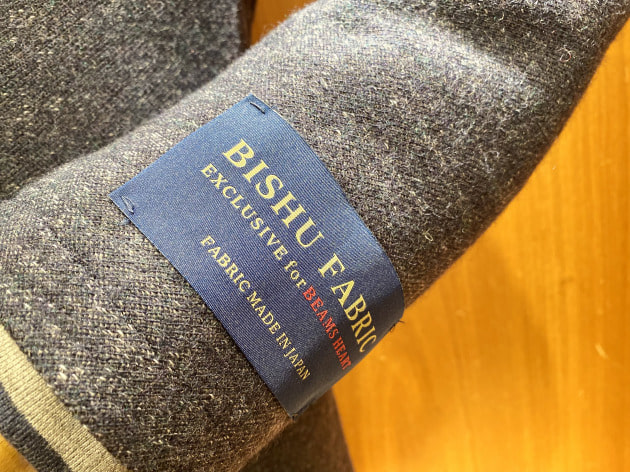 BISHU FABRIC
EXCLUSIVE for BEAMS HEART
FABRIC MADE IN JAPAN